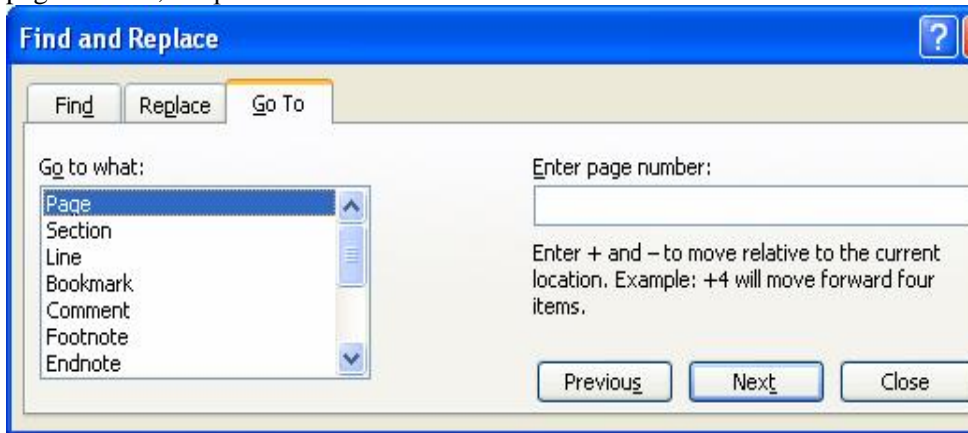 Find and Replace
?
Find Replace Go To
Go to what:
Page
Section
Line
Bookmark
Comment
Footnote
Endnote
Enter page number:
Enter + and – to move relative to the current
location. Example: +4 will move forward four
items.
Previous Next Close